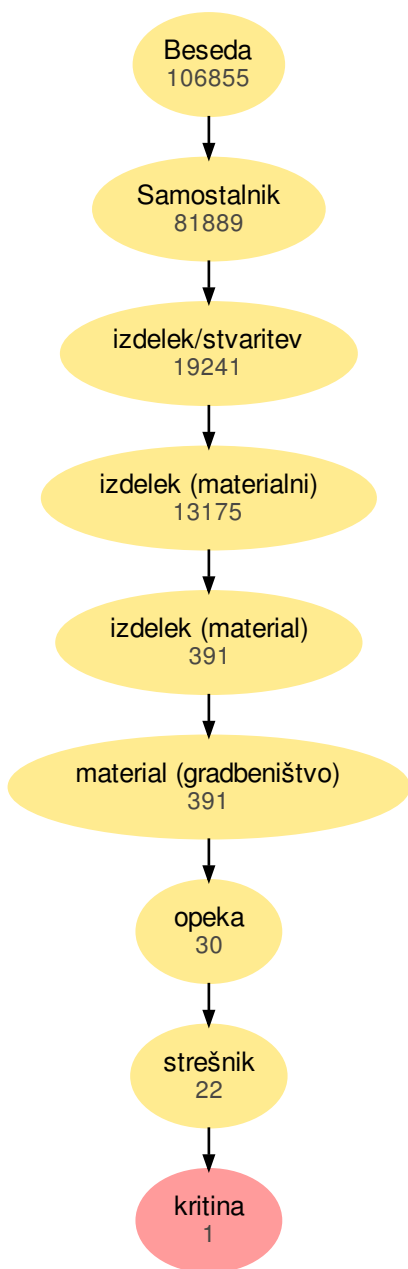 Beseda
106855
Samostalnik
81889
izdelek/stvaritev
19241
izdelek (materialni)
13175
izdelek (material)
391
material (gradbeništvo)
391
opeka
30
strešnik
22
kritina
1